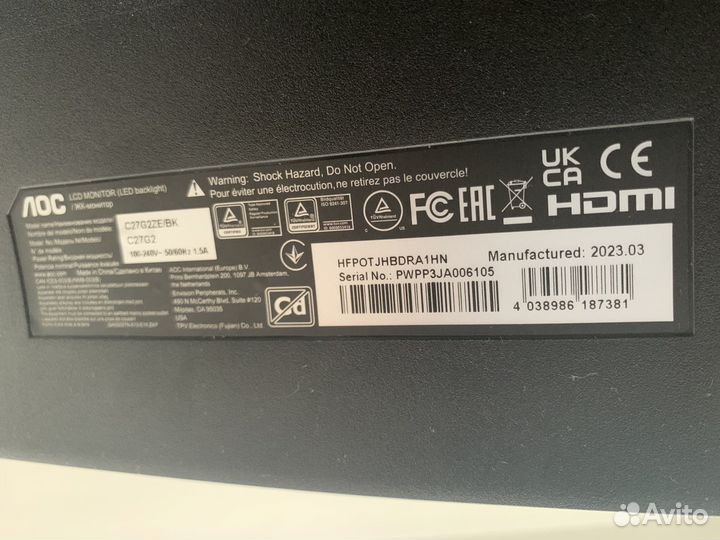 AOC
LCD MONITOR (LED backlight)
/ ЖК-монитор
Warning: Shock Hazard, Do Not Open.
Pour éviter une électrocution,ne retirez pas le couvercle!
UK
CA
CE
FC EAC
HDMI
C27G2ZE/BK
C27G2
100-240V~ 50/60Hz 1,5A
Made in China/Сделано в Китае
AOC International (Europe) B.V.
Prins Bernhardplein 200, 1097 JB Amsterdam,
the Netherlands
Envision Peripherals, Inc.
490 N McCarthy Blvd, Suite #120
Milpitas, CA 95035
USA
TPV Electronics (Fujian) Co., Ltd
HFPOTJHBDRA1HN
Serial No.: PWPP3JA006105
Manufactured: 2023.03
4 038986 187381
Avito